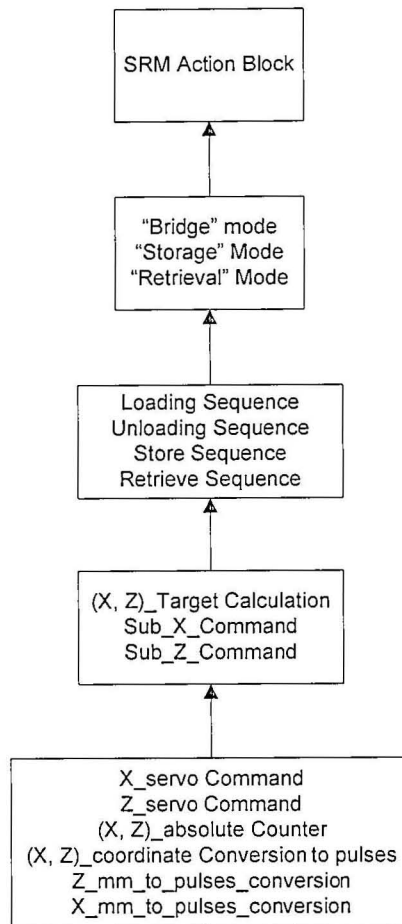 SRM Action Block
“Bridge” mode
“Storage” Mode
“Retrieval” Mode
Loading Sequence
Unloading Sequence
Store Sequence
Retrieve Sequence
(X, Z)_Target Calculation
Sub_X_Command
Sub_Z_Command
X_servo Command
Z_servo Command
(X, Z)_absolute Counter
(X, Z)_coordinate Conversion to pulses
Z_mm_to_pulses_conversion
X_mm_to_pulses_conversion